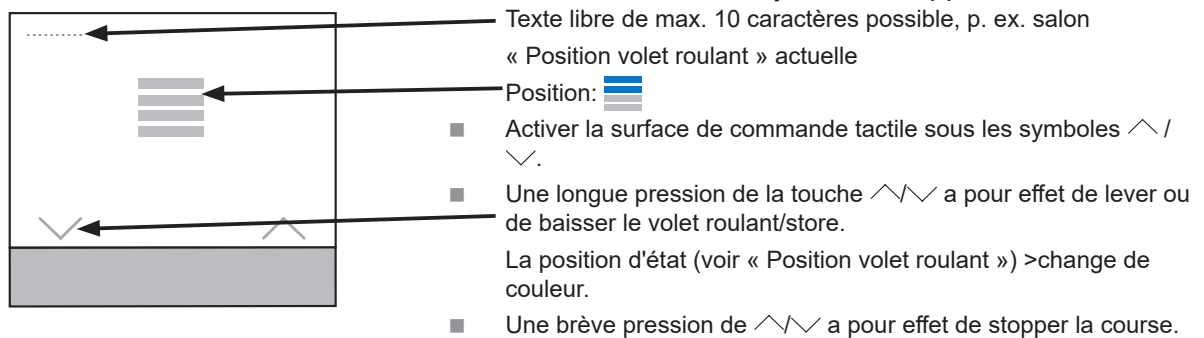 Texte libre de max. 10 caractères possible, p. ex. salon
« Position volet roulant » actuelle
Position:
■ Activer la surface de commande tactile sous les symboles ︿ /
﹀.
■ Une longue pression de la touche ︿/﹀ a pour effet de lever ou
de baisser le volet roulant/store.
La position d'état (voir « Position volet roulant ») >change de
couleur.
■ Une brève pression de ︿/﹀ a pour effet de stopper la course.